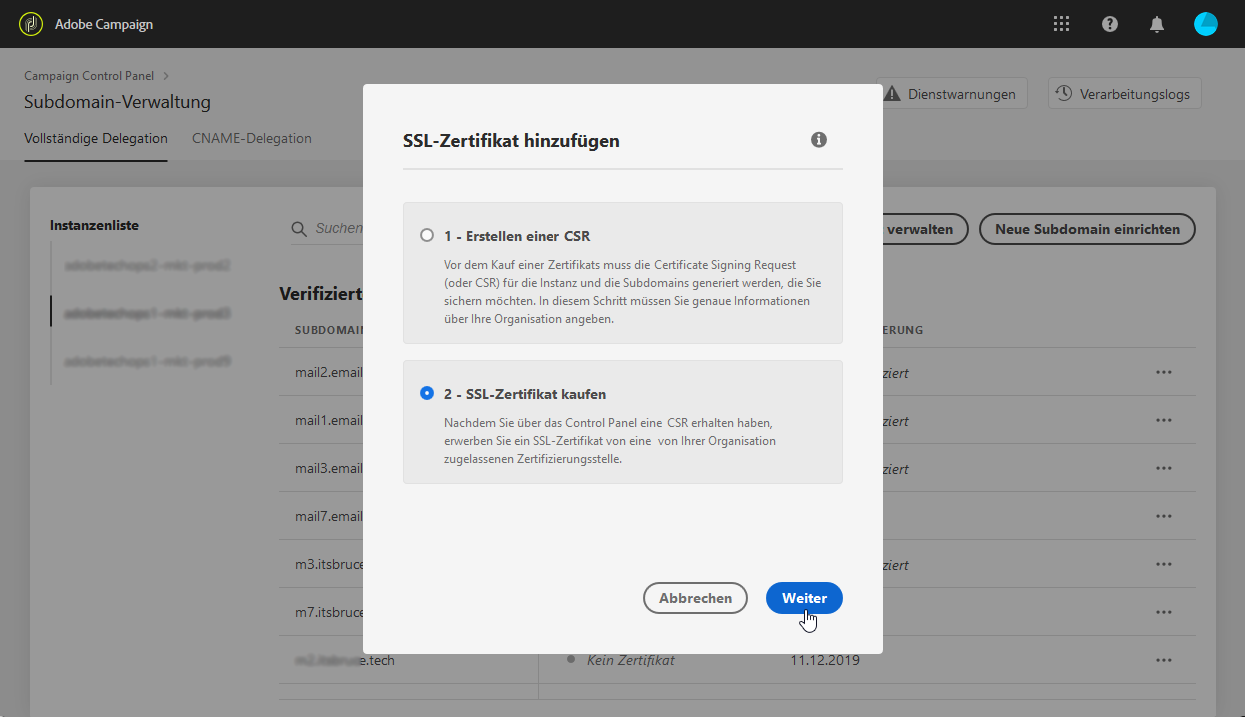 Adobe Campaign
Campaign Control Panel
Subdomain-Verwaltung
Dienstwarnungen
Verarbeitungslogs
Vollständige Delegation
CNAME-Delegation
SSL-Zertifikat hinzufügen
1 - Erstellen einer CSR
Vor dem Kauf einer Zertifikats muss die Certificate Signing Request
(oder CSR) für die Instanz und die Subdomains generiert werden, die Sie
sichern möchten. In diesem Schritt müssen Sie genaue Informationen
über Ihre Organisation angeben.
2 - SSL-Zertifikat kaufen
Nachdem Sie über das Control Panel eine CSR erhalten haben,
erwerben Sie ein SSL-Zertifikat von eine von Ihrer Organisation
zugelassenen Zertifizierungsstelle.
Abbrechen
Weiter
Instanzenliste
Suchen
verwalten
Neue Subdomain einrichten
Verifiziert
SUBDOMAIN
ERUNG
mail2.email
ziert
mail1.email
ziert
mail3.email
ziert
mail7.email
m3.itsbruce
ziert
m7.itsbruce
e.tech
Kein Zertifikat
11.12.2019